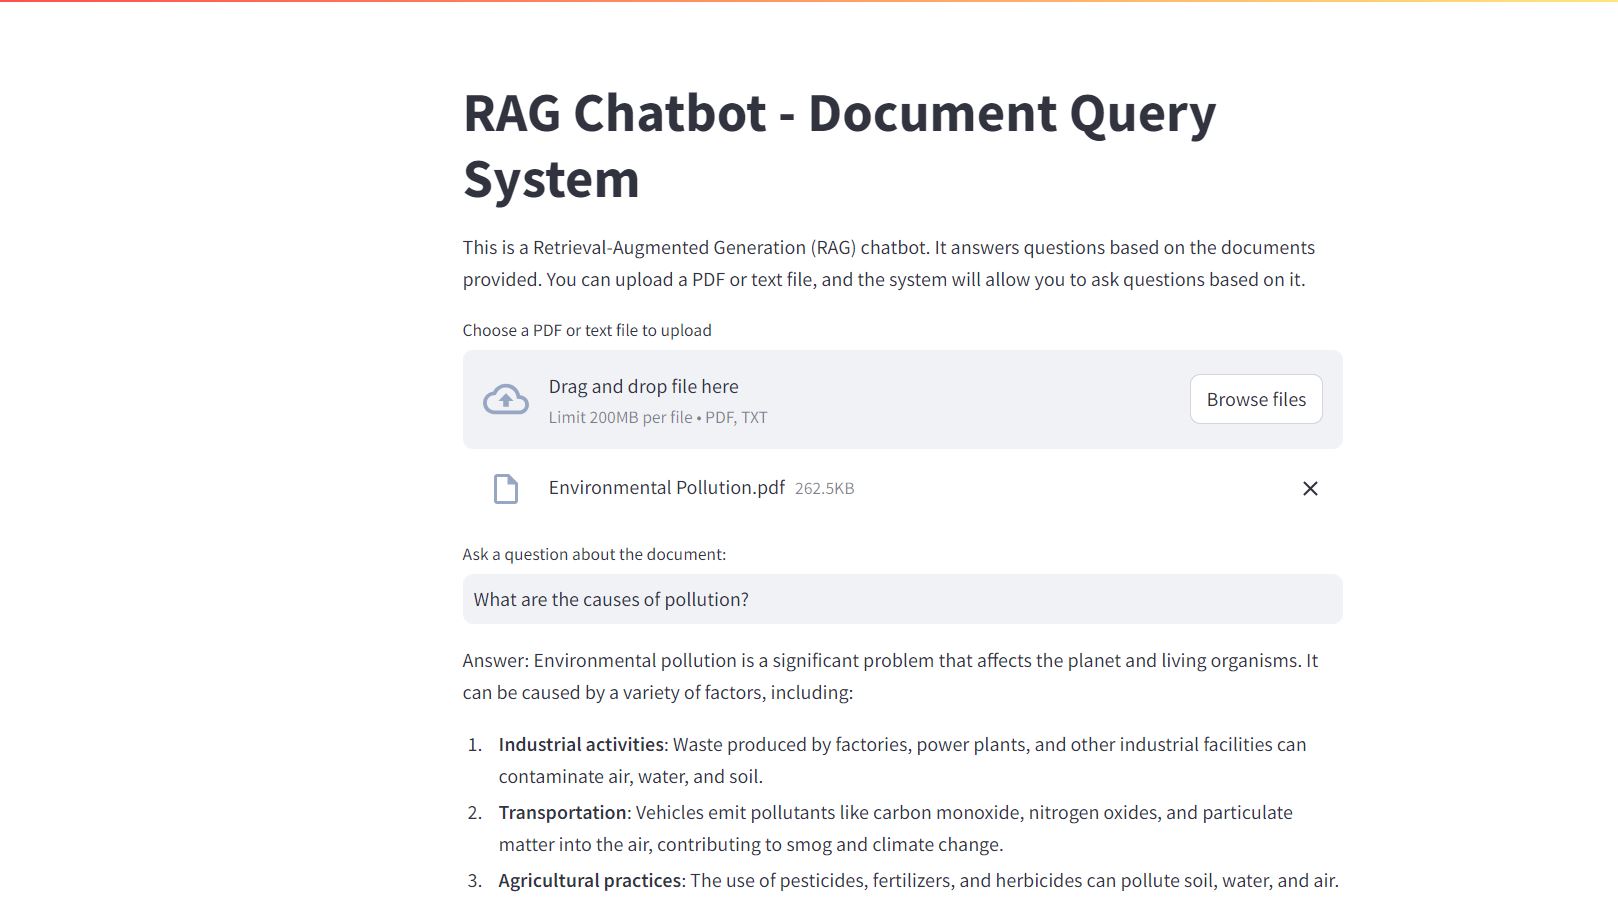 RAG Chatbot - Document Query
System
This is a Retrieval-Augmented Generation (RAG) chatbot. It answers questions based on the documents
provided. You can upload a PDF or text file, and the system will allow you to ask questions based on it.
Choose a PDF or text file to upload
Drag and drop file here
Limit 200MB per file • PDF, TXT
Browse files
Environmental Pollution.pdf 262.5KB
Ask a question about the document:
What are the causes of pollution?
Answer: Environmental pollution is a significant problem that affects the planet and living organisms. It
can be caused by a variety of factors, including:
1. Industrial activities: Waste produced by factories, power plants, and other industrial facilities can
contaminate air, water, and soil.
2. Transportation: Vehicles emit pollutants like carbon monoxide, nitrogen oxides, and particulate
matter into the air, contributing to smog and climate change.
3. Agricultural practices: The use of pesticides, fertilizers, and herbicides can pollute soil, water, and air.